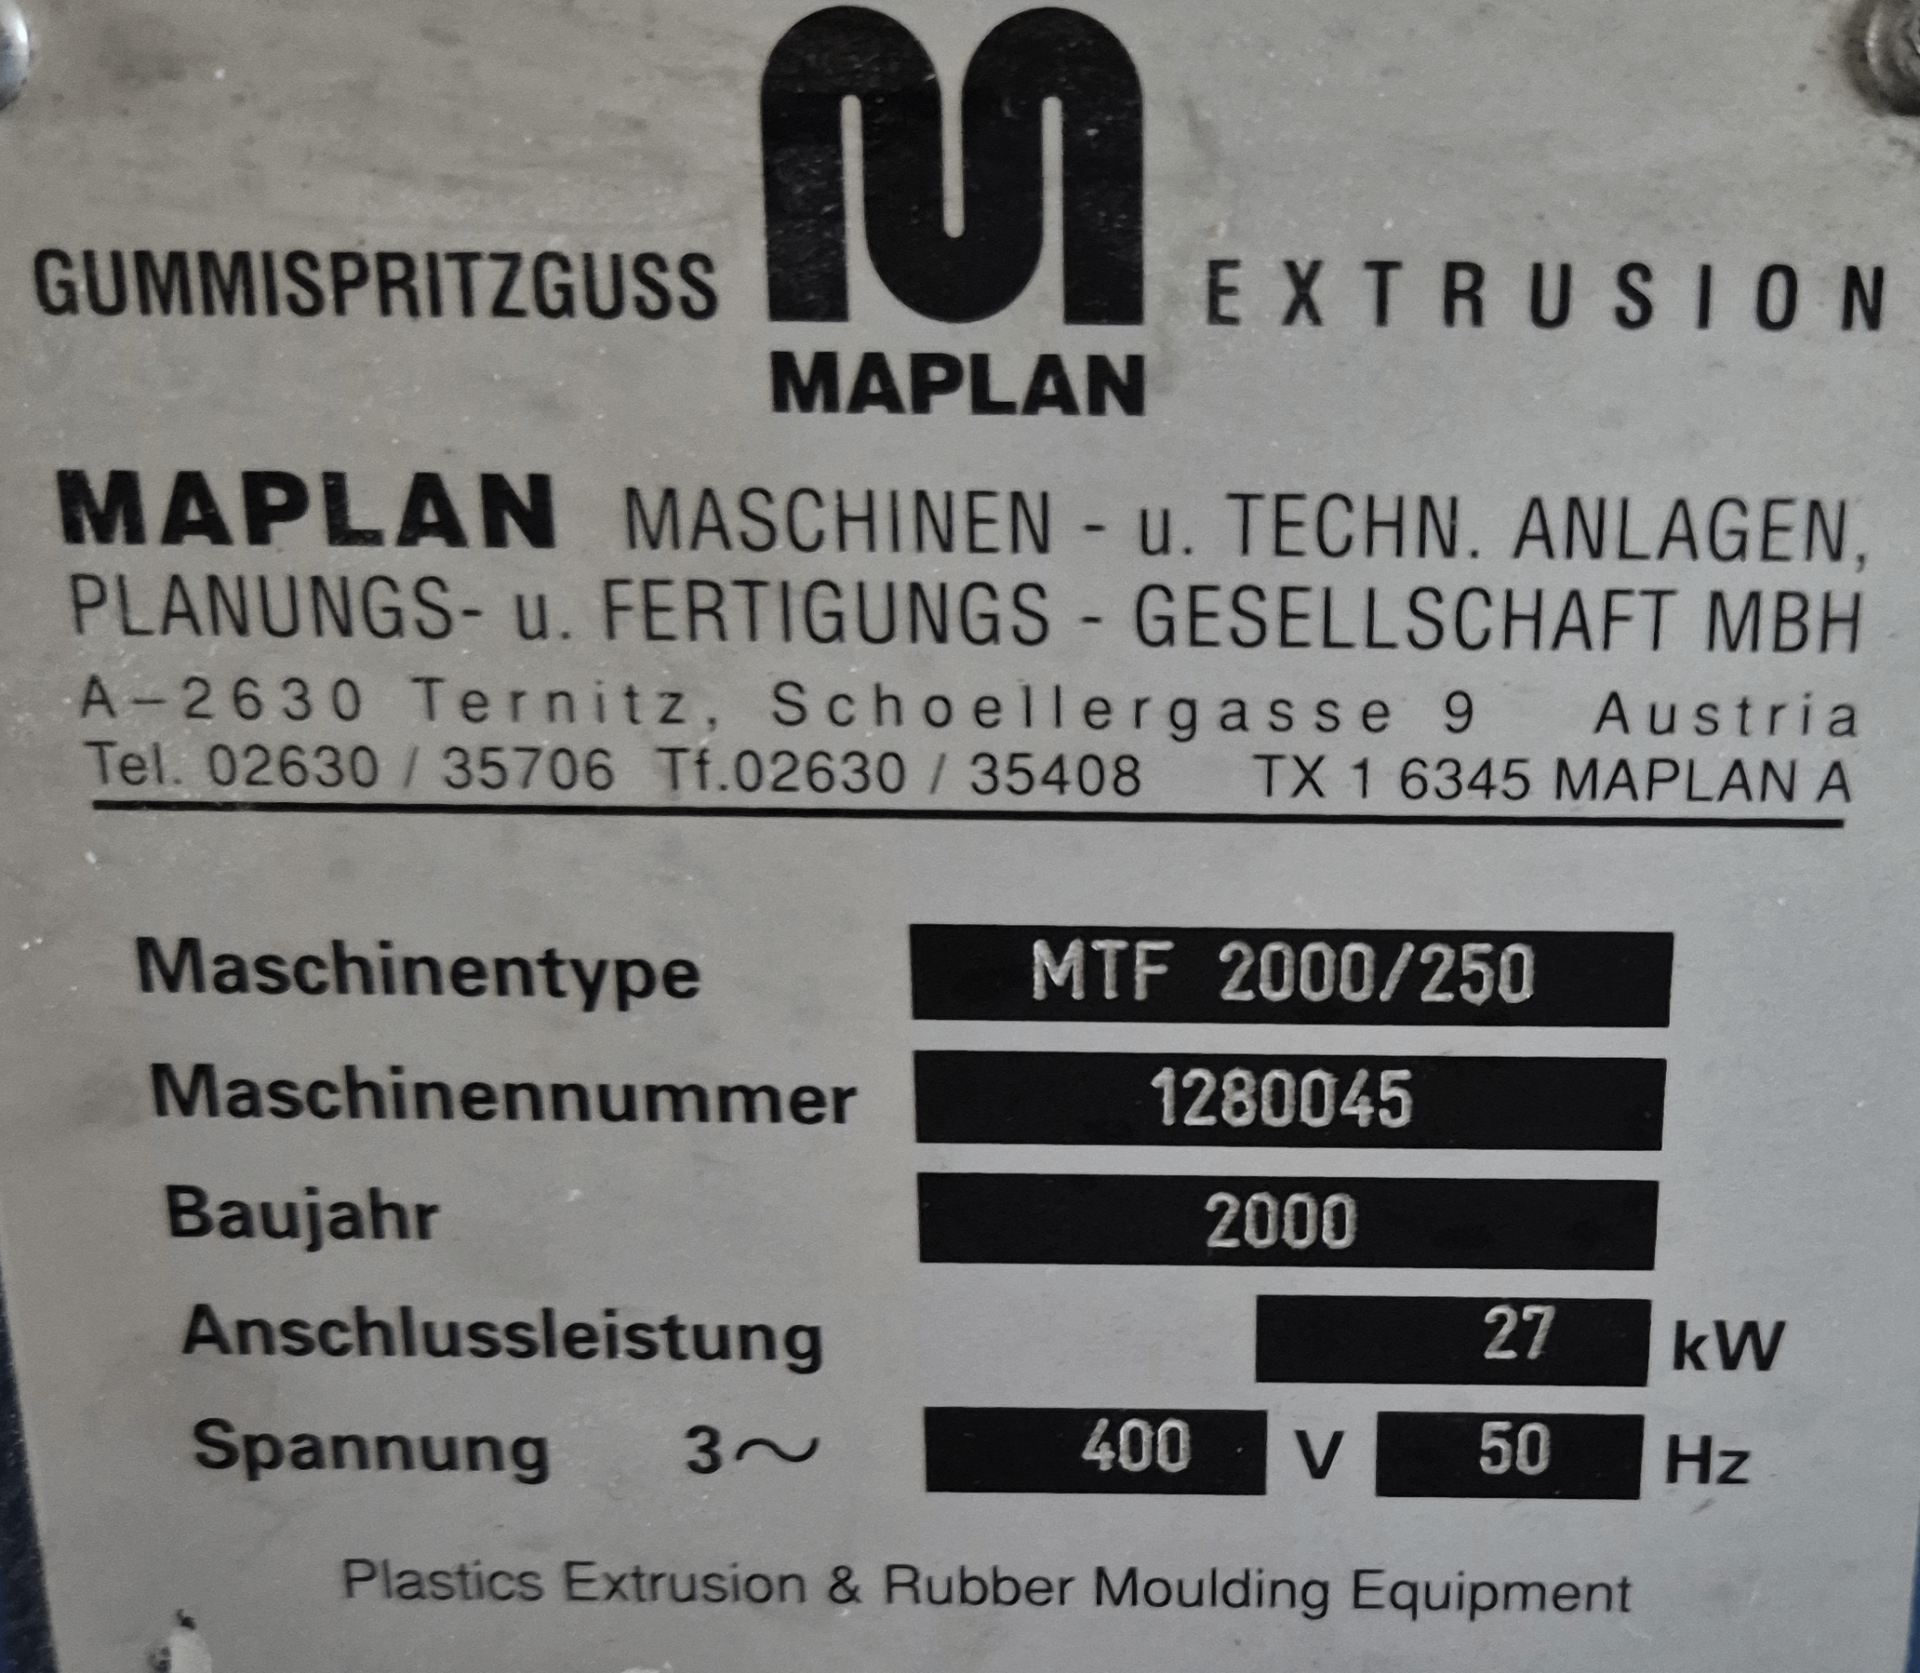 GUMMISPRITZGUSS EXTRUSION
MAPLAN
MAPLAN MASCHINEN - u. TECHN. ANLAGEN,
PLANUNGS- u. FERTIGUNGS - GESELLSCHAFT MBH
A-2630 Ternitz, Schoellergasse 9 Austria
Tel. 02630 / 35706 Tf.02630 / 35408 TX 1 6345 MAPLAN A
Maschinentype MTF 2000/250
Maschinennummer 1280045
Baujahr 2000
Anschlussleistung 27 kW
Spannung 3~ 400 V 50 Hz
Plastics Extrusion & Rubber Moulding Equipment